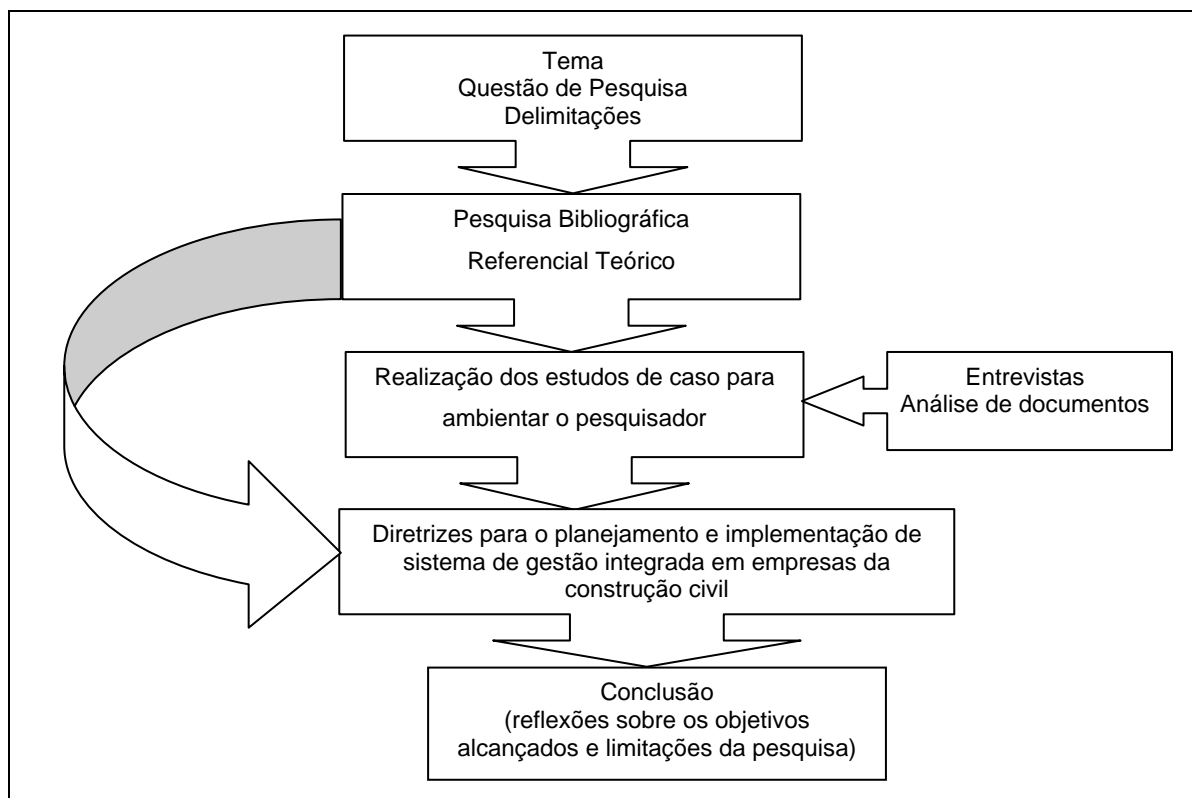 Tema
Questão de Pesquisa
Delimitações
Pesquisa Bibliográfica
Referencial Teórico
Realização dos estudos de caso para
ambientar o pesquisador
Entrevistas
Análise de documentos
Diretrizes para o planejamento e implementação de
sistema de gestão integrada em empresas da
construção civil
Conclusão
(reflexões sobre os objetivos
alcançados e limitações da pesquisa)